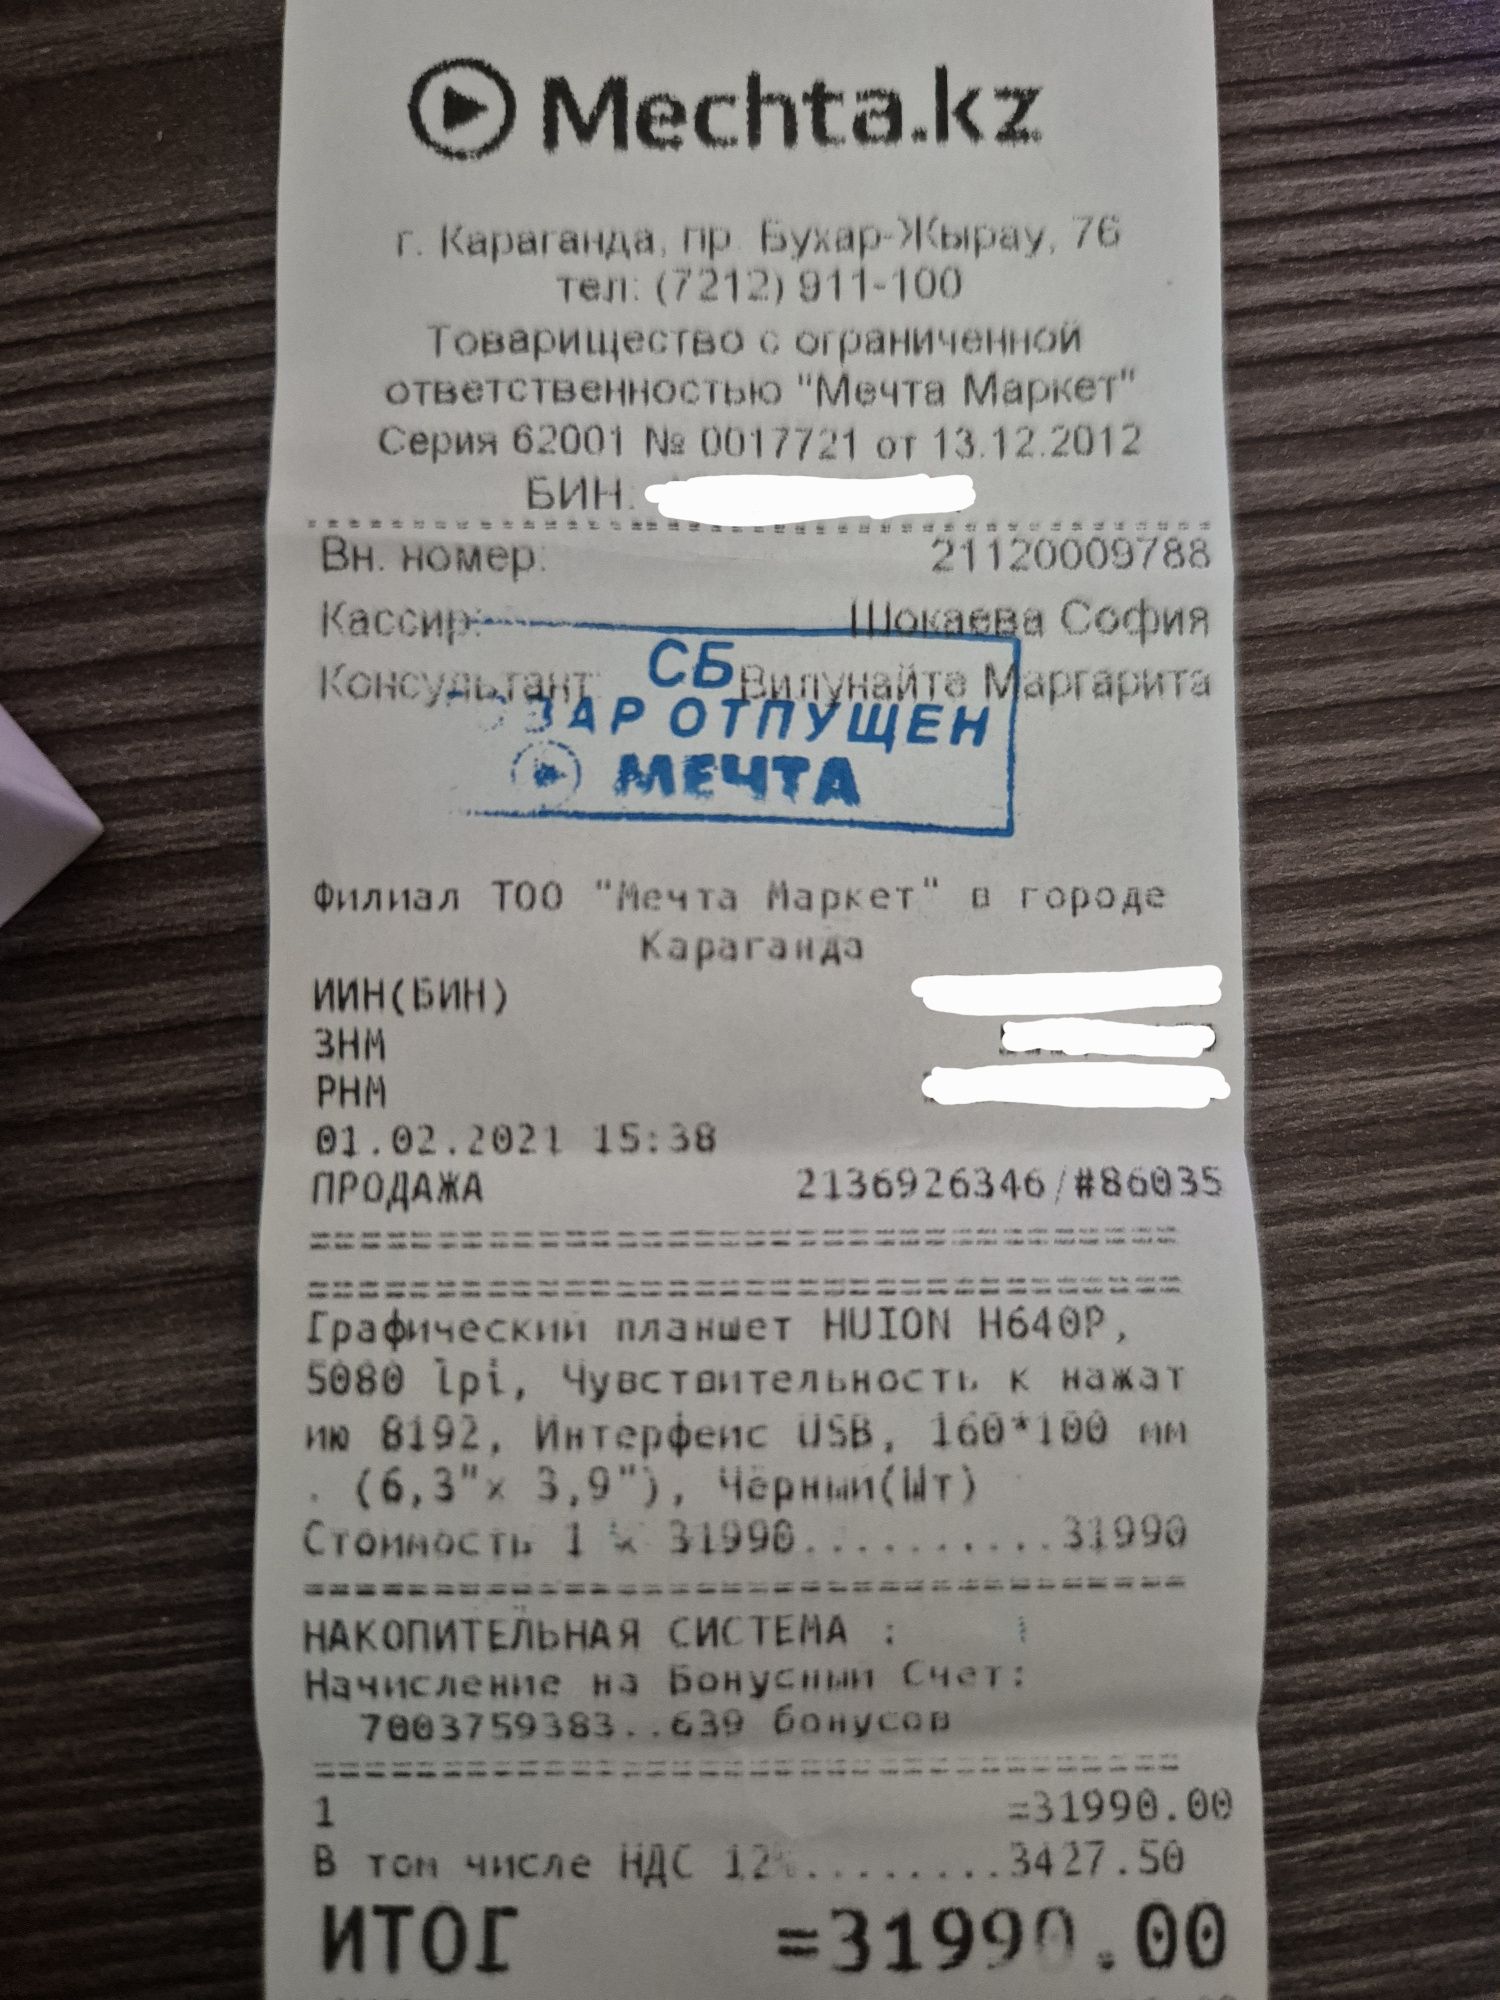 Mechta.kz
г. Караганда, пр. Бухар-Жырау, 76
тел: (7212) 911-100
Товарищество с ограниченной
ответственностью "Мечта Маркет"
Серия 62001 № 0017721 от 13.12.2012
БИН:
Вн. номер: 21120009788
Кассир: Шокаева София
Консультант: Вилунайте Маргарита
СБ
ТОВАР ОТПУЩЕН
МЕЧТА
Филиал ТОО "Мечта Маркет" в городе
Караганда
ИИН(БИН)
ЗНМ
РНМ
01.02.2021 15:38
ПРОДАЖА 2136926346/#86035
Графический планшет HUION H640P,
5080 lpi, Чувствительность к нажат
ию 8192, Интерфейс USB, 160*100 мм
. (6,3"x 3,9"), Чёрный(Шт)
Стоимость 1 x 31990..........31990
НАКОПИТЕЛЬНАЯ СИСТЕМА :
Начисление на Бонусный Счет:
7003759383..639 бонусов
1 =31990.00
В том числе НДС 12%........3427.50
ИТОГ =31990.00